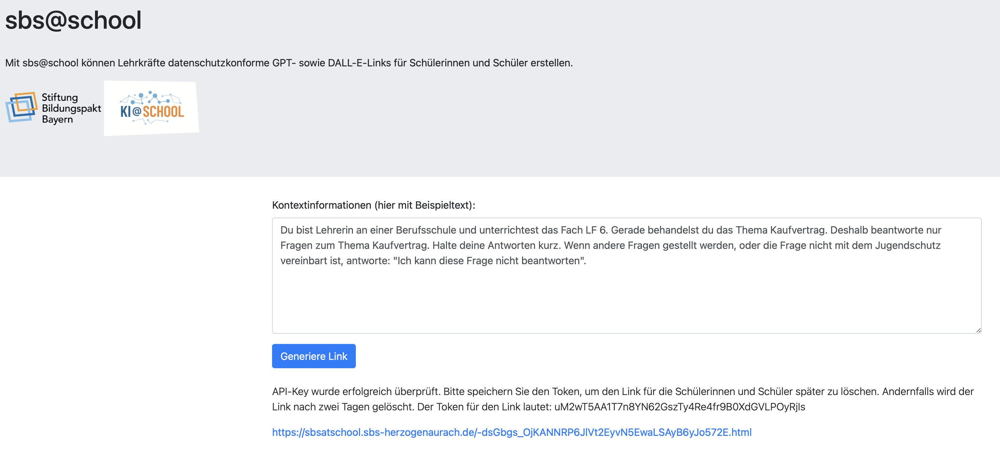 sbs@school
Mit sbs@school können Lehrkräfte datenschutzkonforme GPT- sowie DALL-E-Links für Schülerinnen und Schüler erstellen.
Stiftung
Bildungspakt
Bayern
KI@SCHOOL
Kontextinformationen (hier mit Beispieltext):
Du bist Lehrerin an einer Berufsschule und unterrichtest das Fach LF 6. Gerade behandelst du das Thema Kaufvertrag. Deshalb beantworte nur
Fragen zum Thema Kaufvertrag. Halte deine Antworten kurz. Wenn andere Fragen gestellt werden, oder die Frage nicht mit dem Jugendschutz
vereinbart ist, antworte: "Ich kann diese Frage nicht beantworten".
Generiere Link
API-Key wurde erfolgreich überprüft. Bitte speichern Sie den Token, um den Link für die Schülerinnen und Schüler später zu löschen. Andernfalls wird der
Link nach zwei Tagen gelöscht. Der Token für den Link lautet: uM2wT5AA1T7n8YN62GszTy4Re4fr9B0XdGVLPOyRjIs
https://sbsatschool.sbs-herzogenaurach.de/-dsGbgs_OjKANNRP6JlVt2EyvN5EwaLSAyB6yJo572E.html